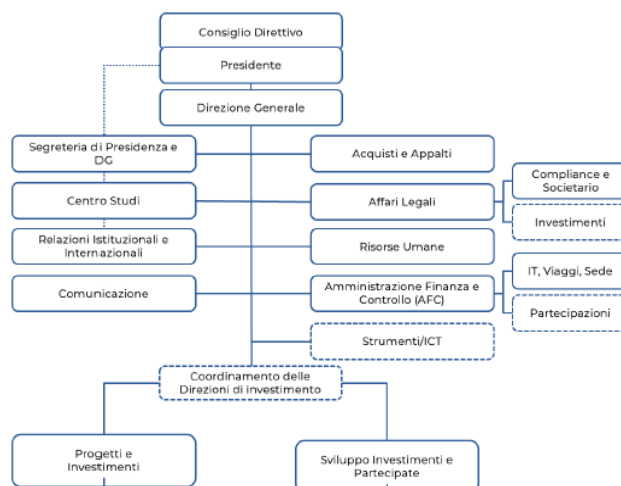 Consiglio Direttivo
Presidente
Direzione Generale
Segreteria di Presidenza e
DG
Acquisti e Appalti
Compliance e
Societario
Centro Studi
Affari Legali
Investimenti
Relazioni Istituzionali e
Internazionali
Risorse Umane
IT, Viaggi, Sede
Comunicazione
Amministrazione Finanza e
Controllo (AFC)
Partecipazioni
Strumenti/ICT
Coordinamento delle
Direzioni di investimento
Progetti e
Investimenti
Sviluppo Investimenti e
Partecipate